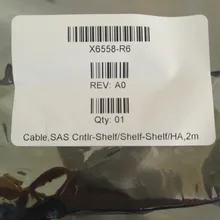 X6558-R6
REV: A0
Qty: 01
Cable,SAS Cntlr-Shelf/Shelf-Shelf/HA,2m